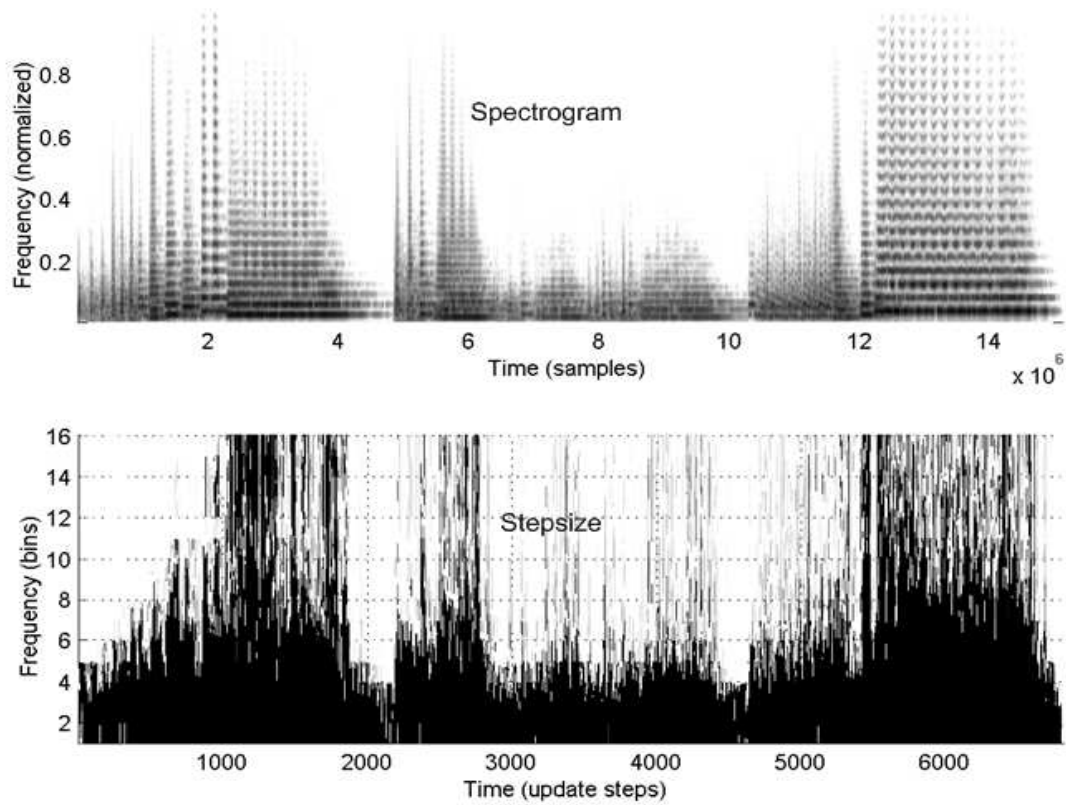 Frequency (normalized)
0.8
0.6
0.4
0.2
Spectrogram
2 4 6 8 10 12 14
Time (samples)
x 10^6
Frequency (bins)
16
14
12
10
8
6
4
2
Stepsize
1000 2000 3000 4000 5000 6000
Time (update steps)